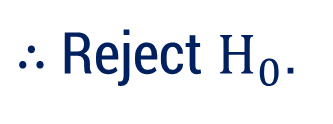 ∴ Reject H₀.